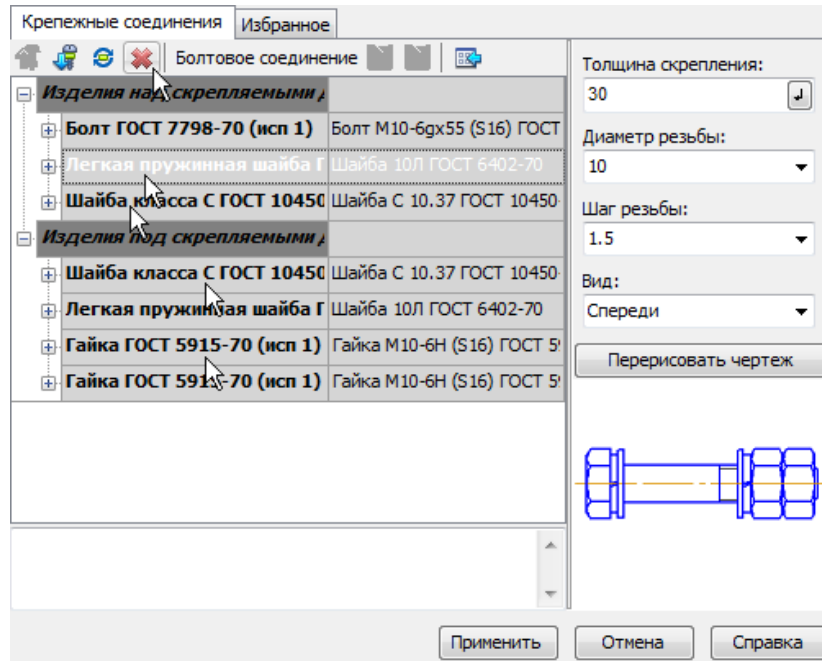 Крепежные соединения Избранное
Болтовое соединение
Изделия над скрепляемыми
Болт ГОСТ 7798-70 (исп 1) Болт М10-6gx55 (S16) ГОСТ
Легкая пружинная шайба Г Шайба 10Л ГОСТ 6402-70
Шайба класса С ГОСТ 10450 Шайба С 10.37 ГОСТ 10450
Изделия под скрепляемыми
Шайба класса С ГОСТ 10450 Шайба С 10.37 ГОСТ 10450
Легкая пружинная шайба Г Шайба 10Л ГОСТ 6402-70
Гайка ГОСТ 5915-70 (исп 1) Гайка М10-6Н (S16) ГОСТ 5
Гайка ГОСТ 5915-70 (исп 1) Гайка М10-6Н (S16) ГОСТ 5
Толщина скрепления:
30
Диаметр резьбы:
10
Шаг резьбы:
1.5
Вид:
Спереди
Перерисовать чертеж
Применить Отмена Справка